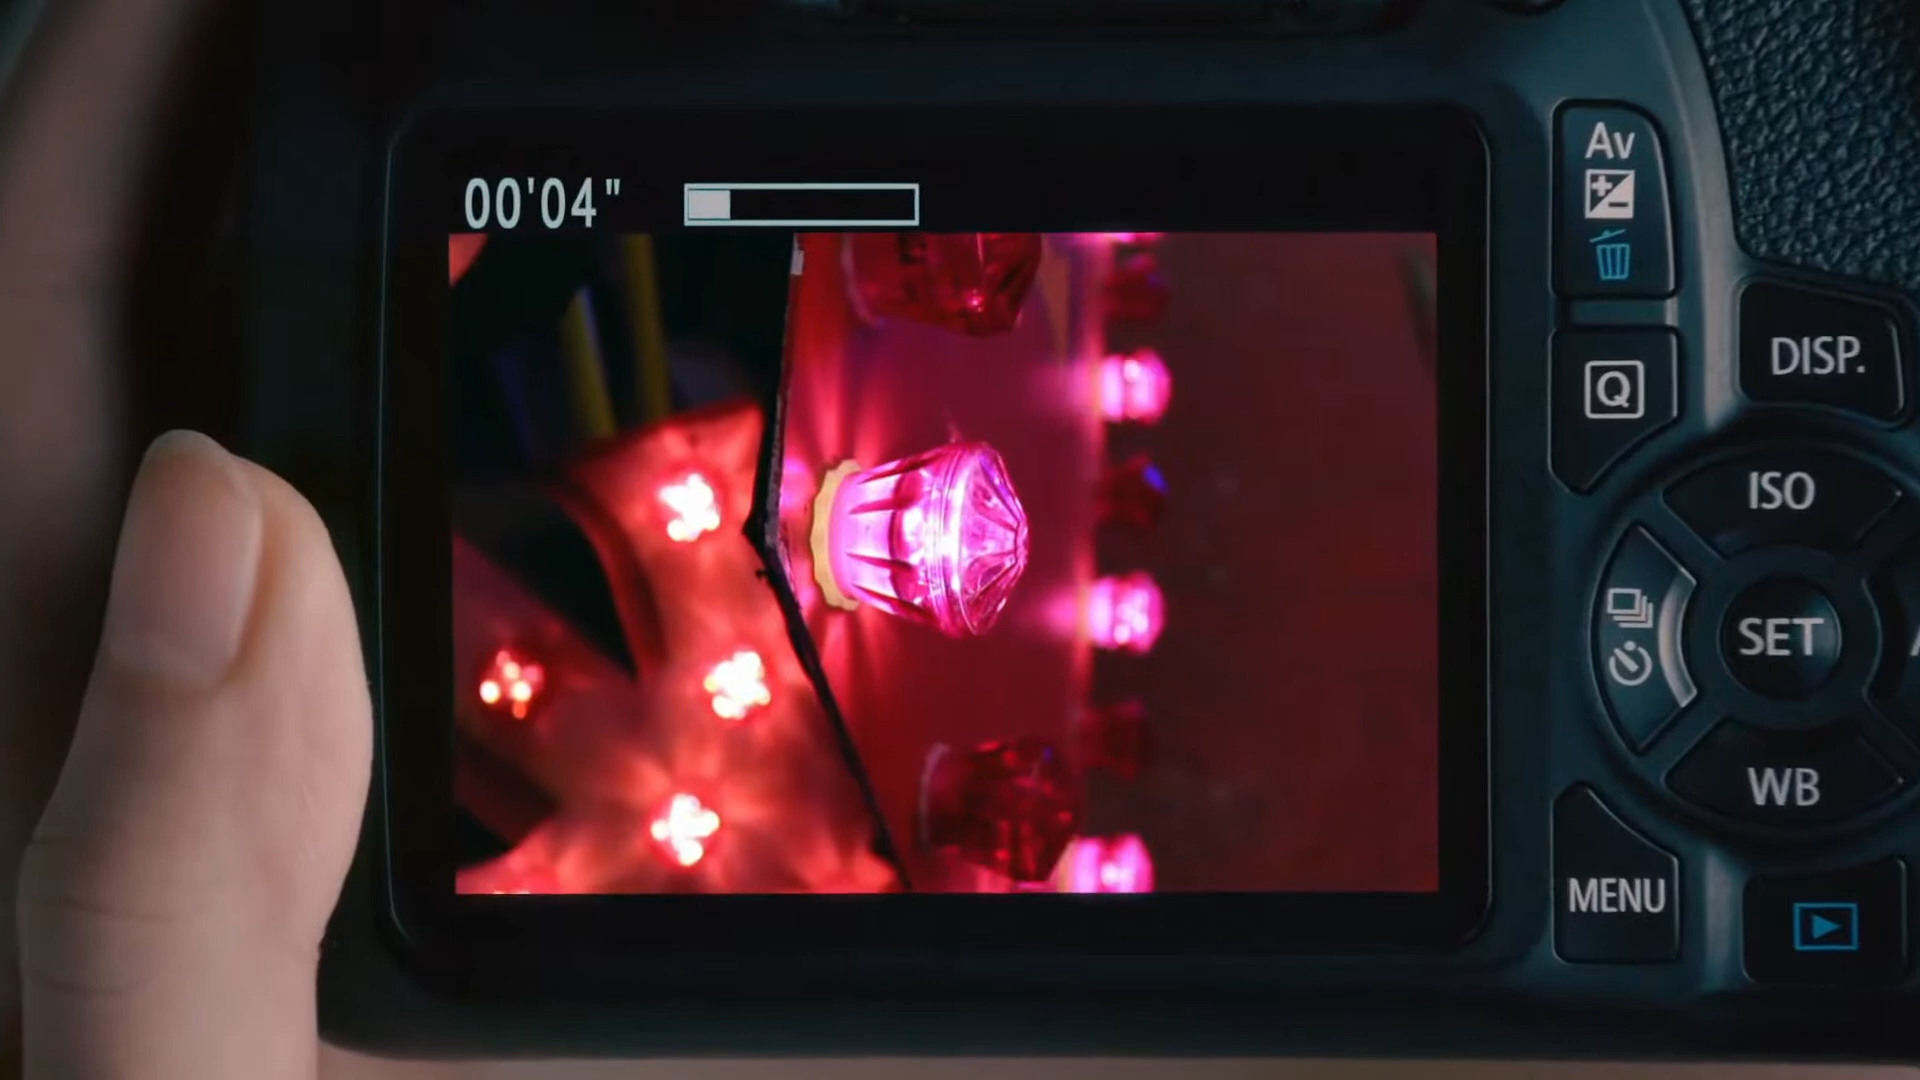 00'04"
Av
Q
DISP.
ISO
SET
WB
MENU